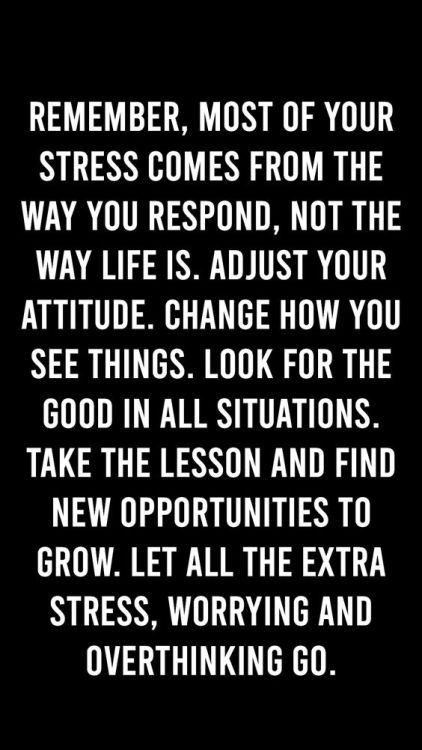 REMEMBER, MOST OF YOUR
STRESS COMES FROM THE
WAY YOU RESPOND, NOT THE
WAY LIFE IS. ADJUST YOUR
ATTITUDE. CHANGE HOW YOU
SEE THINGS. LOOK FOR THE
GOOD IN ALL SITUATIONS.
TAKE THE LESSON AND FIND
NEW OPPORTUNITIES TO
GROW. LET ALL THE EXTRA
STRESS, WORRYING AND
OVERTHINKING GO.